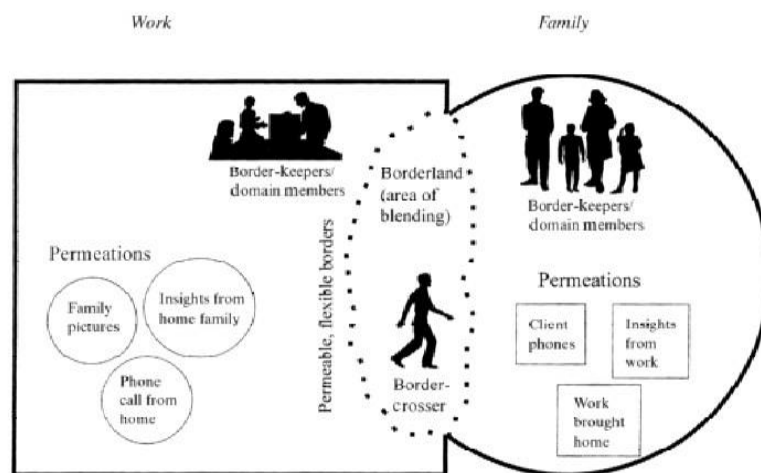 Work
Family
Border-keepers/
domain members
Borderland
(area of
blending)
Border-keepers/
domain members
Permeations
Family
pictures
Insights from
home family
Phone
call from
home
Permeable, flexible borders
Border-
crosser
Permeations
Client
phones
Insights
from
work
Work
brought
home